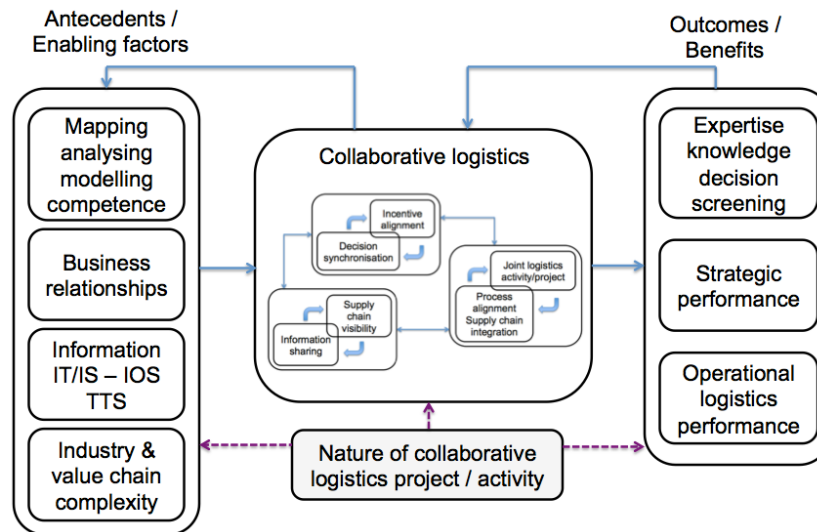 Antecedents /
Enabling factors
Outcomes /
Benefits
Mapping
analysing
modelling
competence
Business
relationships
Information
IT/IS – IOS
TTS
Industry &
value chain
complexity
Collaborative logistics
Incentive
alignment
Decision
synchronisation
Joint logistics
activity/project
Process
alignment
Supply chain
integration
Supply
chain
visibility
Information
sharing
Nature of collaborative
logistics project / activity
Expertise
knowledge
decision
screening
Strategic
performance
Operational
logistics
performance